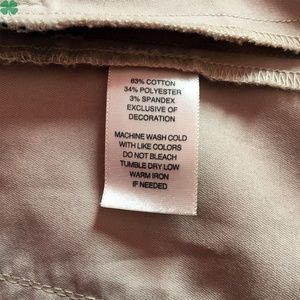 63% COTTON
34% POLYESTER
3% SPANDEX
EXCLUSIVE OF
DECORATION
MACHINE WASH COLD
WITH LIKE COLORS
DO NOT BLEACH
TUMBLE DRY LOW
WARM IRON
IF NEEDED